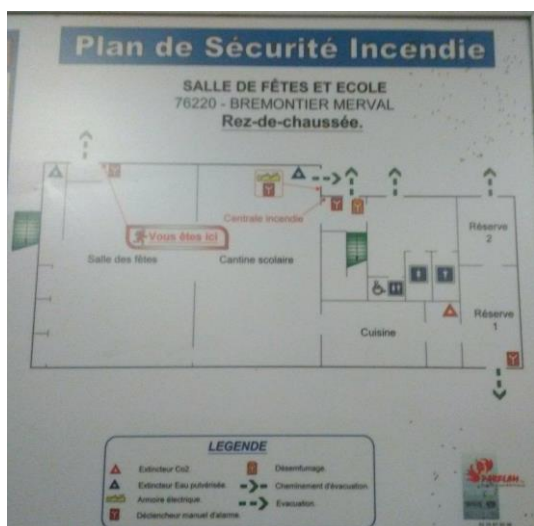 Plan de Sécurité Incendie
SALLE DE FÊTES ET ECOLE
76220 - BREMONTIER MERVAL
Rez-de-chaussée.
Centrale incendie
Vous êtes ici
Réserve
2
Salle des fêtes
Cantine scolaire
Réserve
1
Cuisine
LEGENDE
Extincteur Co2.
Désenfumage.
Extincteur Eau pulvérisée.
Cheminement d'évacuation.
Armoire électrique.
Evacuation.
Déclencheur manuel d'alarme.